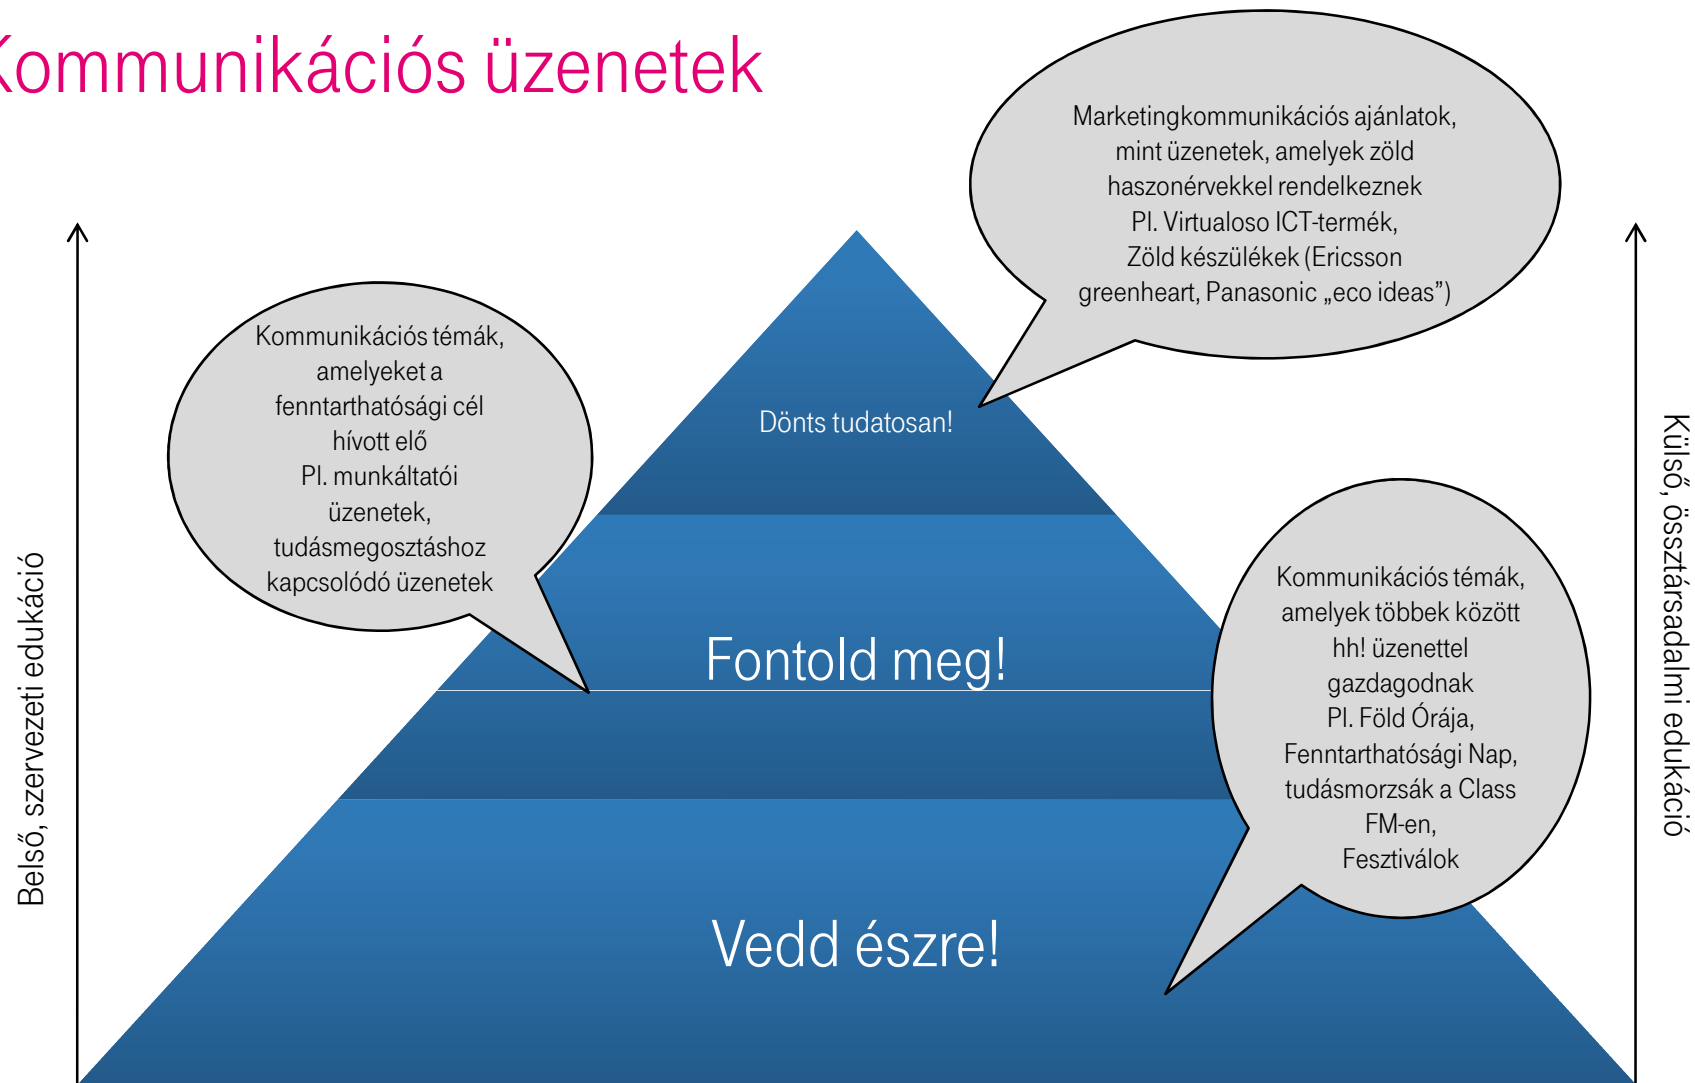 Kommunikációs üzenetek
Marketingkommunikációs ajánlatok,
mint üzenetek, amelyek zöld
haszonérvekkel rendelkeznek
Pl. Virtualoso ICT-termék,
Zöld készülékek (Ericsson
greenheart, Panasonic „eco ideas”)
Kommunikációs témák,
amelyeket a
fenntarthatósági cél
hívott elő
Pl. munkáltatói
üzenetek,
tudásmegosztáshoz
kapcsolódó üzenetek
Dönts tudatosan!
Fontold meg!
Kommunikációs témák,
amelyek többek között
hh! üzenettel
gazdagodnak
Pl. Föld Órája,
Fenntarthatósági Nap,
tudásmorzsák a Class
FM-en,
Fesztiválok
Vedd észre!
Belső, szervezeti edukáció
Külső, össztársadalmi edukáció